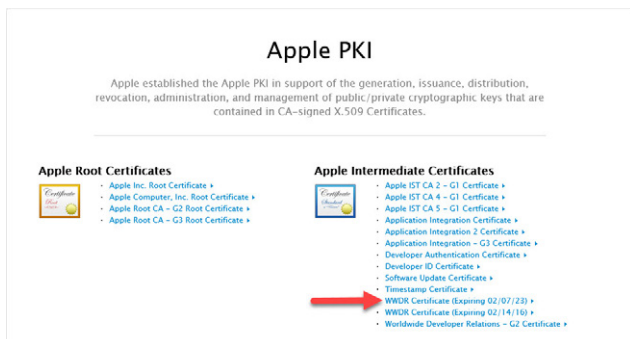 Apple PKI
Apple established the Apple PKI in support of the generation, issuance, distribution,
revocation, administration, and management of public/private cryptographic keys that are
contained in CA-signed X.509 Certificates.
Apple Root Certificates
Certificate
Root
Apple Inc. Root Certificate
Apple Computer, Inc. Root Certificate
Apple Root CA - G2 Root Certificate
Apple Root CA - G3 Root Certificate
Apple Intermediate Certificates
Certificate
Standard
Apple IST CA 2 - G1 Certificate
Apple IST CA 4 - G1 Certificate
Apple IST CA 5 - G1 Certificate
Application Integration Certificate
Application Integration 2 Certificate
Application Integration - G3 Certificate
Developer Authentication Certificate
Developer ID Certificate
Software Update Certificate
Timestamp Certificate
WWDR Certificate (Expiring 02/07/23)
WWDR Certificate (Expiring 02/14/16)
Worldwide Developer Relations - G2 Certificate